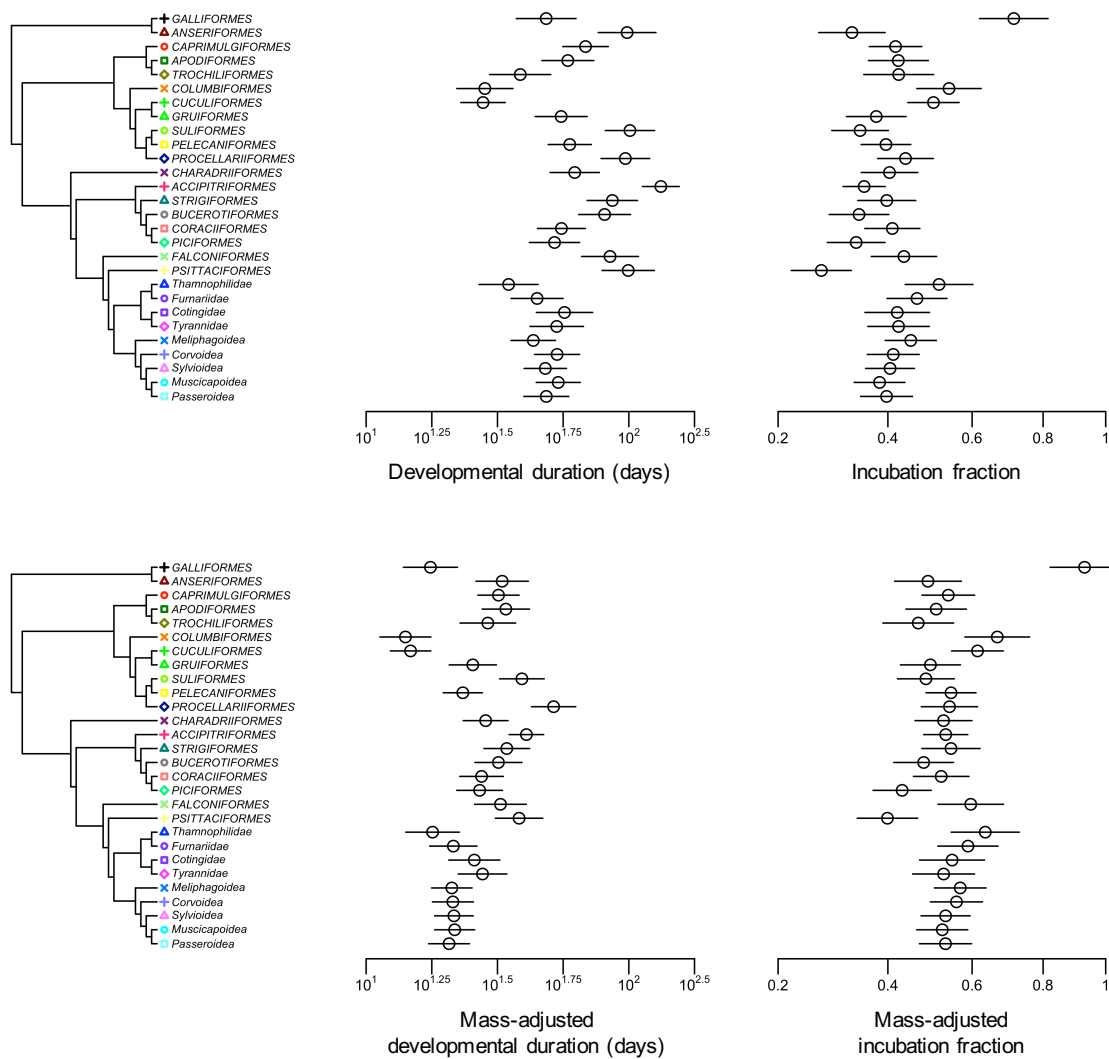 GALLIFORMES
ANSERIFORMES
CAPRIMULGIFORMES
APODIFORMES
TROCHILIFORMES
COLUMBIFORMES
CUCULIFORMES
GRUIFORMES
SULIFORMES
PELECANIFORMES
PROCELLARIIFORMES
CHARADRIIFORMES
ACCIPITRIFORMES
STRIGIFORMES
BUCEROTIFORMES
CORACIIFORMES
PICIFORMES
FALCONIFORMES
PSITTACIFORMES
Thamnophilidae
Furnariidae
Cotingidae
Tyrannidae
Meliphagoidea
Corvoidea
Sylvioidea
Muscicapoidea
Passeroidea
10^1 10^1.25 10^1.5 10^1.75 10^2 10^2.5
Developmental duration (days)
0.2 0.4 0.6 0.8 1
Incubation fraction
GALLIFORMES
ANSERIFORMES
CAPRIMULGIFORMES
APODIFORMES
TROCHILIFORMES
COLUMBIFORMES
CUCULIFORMES
GRUIFORMES
SULIFORMES
PELECANIFORMES
PROCELLARIIFORMES
CHARADRIIFORMES
ACCIPITRIFORMES
STRIGIFORMES
BUCEROTIFORMES
CORACIIFORMES
PICIFORMES
FALCONIFORMES
PSITTACIFORMES
Thamnophilidae
Furnariidae
Cotingidae
Tyrannidae
Meliphagoidea
Corvoidea
Sylvioidea
Muscicapoidea
Passeroidea
10^1 10^1.25 10^1.5 10^1.75 10^2 10^2.5
Mass-adjusted
developmental duration (days)
0.2 0.4 0.6 0.8 1
Mass-adjusted
incubation fraction